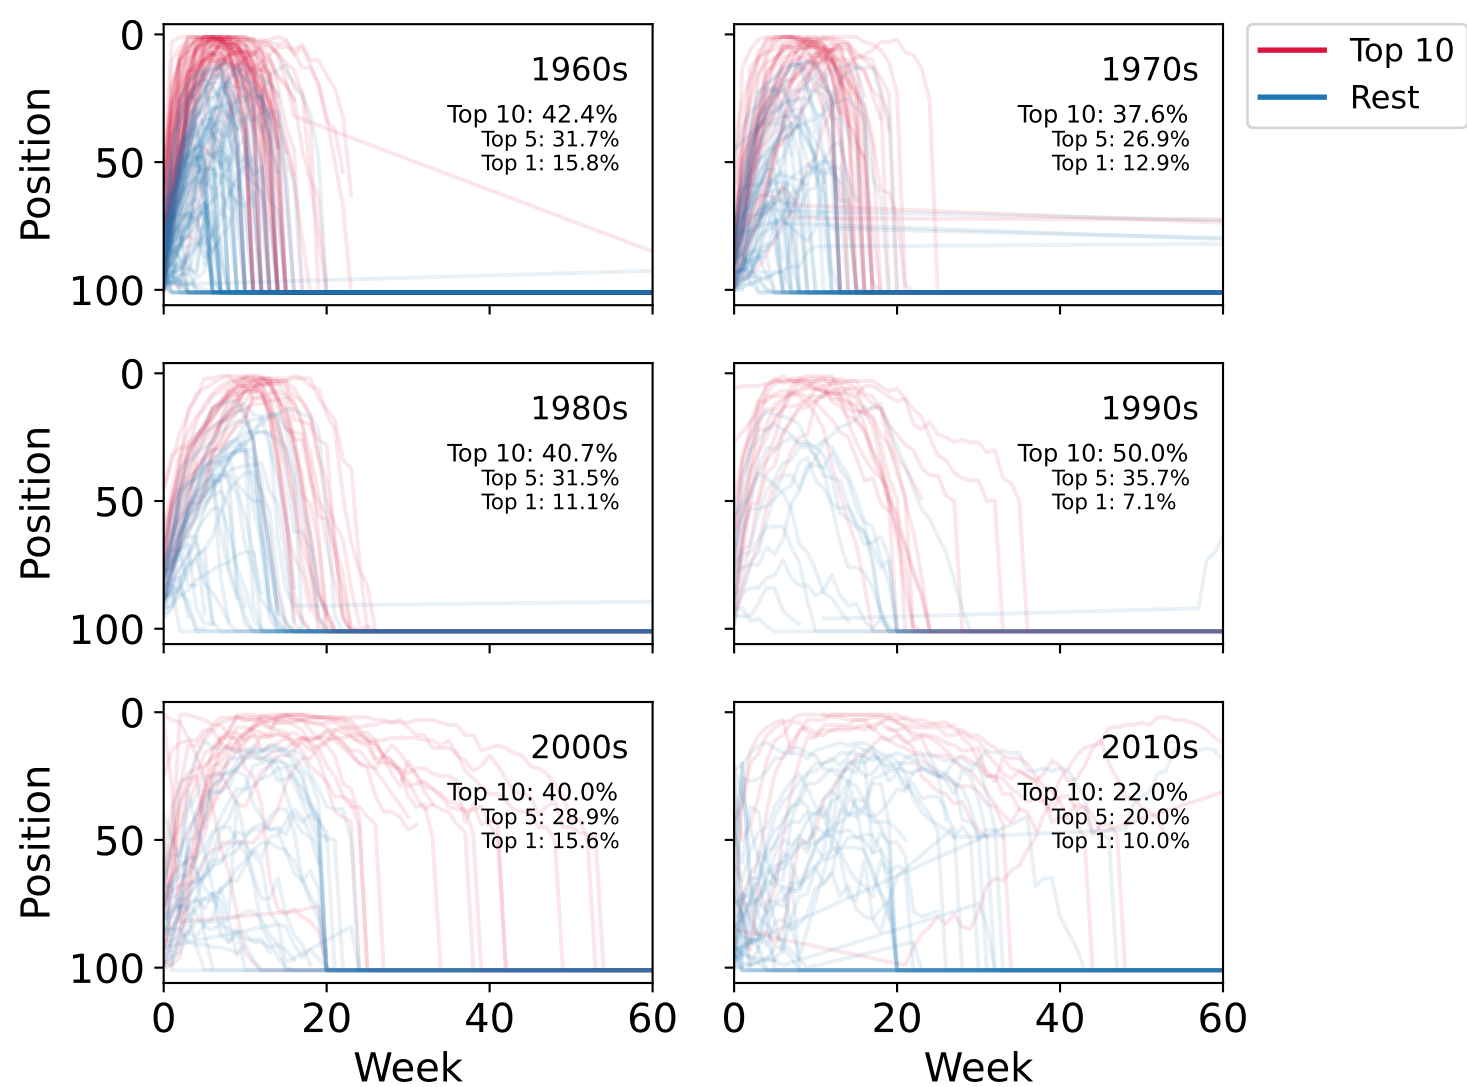 0
50
100
Position
1960s
Top 10: 42.4%
Top 5: 31.7%
Top 1: 15.8%
1970s
Top 10: 37.6%
Top 5: 26.9%
Top 1: 12.9%
Top 10
Rest
0
50
100
Position
1980s
Top 10: 40.7%
Top 5: 31.5%
Top 1: 11.1%
1990s
Top 10: 50.0%
Top 5: 35.7%
Top 1: 7.1%
0
50
100
Position
2000s
Top 10: 40.0%
Top 5: 28.9%
Top 1: 15.6%
0 20 40 60
Week
2010s
Top 10: 22.0%
Top 5: 20.0%
Top 1: 10.0%
0 20 40 60
Week